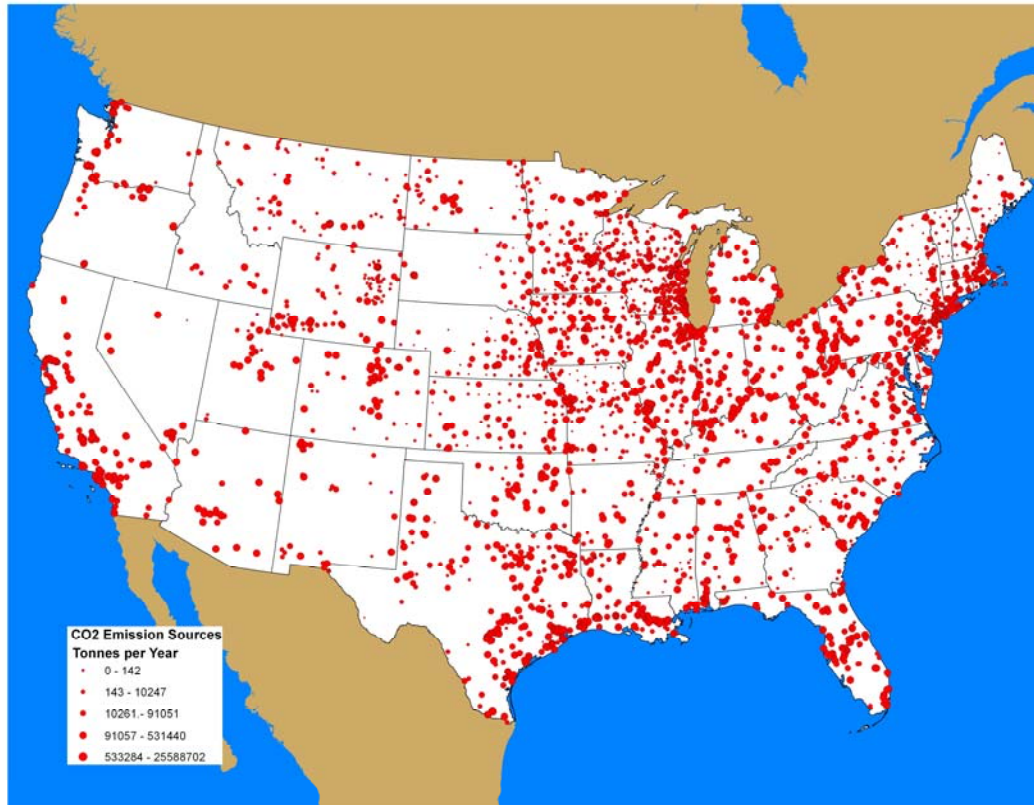 CO2 Emission Sources
Tonnes per Year
0 - 142
143 - 10247
10261.- 91051
91057 - 531440
533284 - 25588702